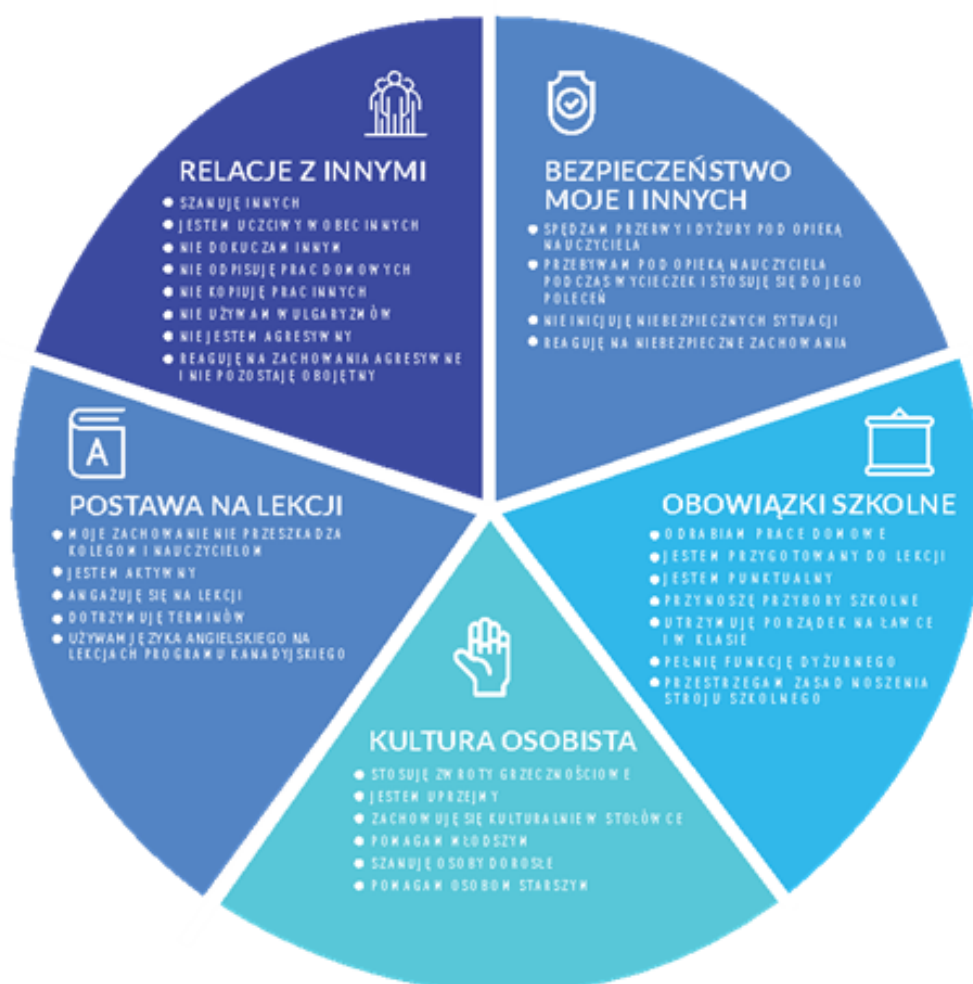 RELACJE Z INNYMI
SZANUJĘ INNYCH
JESTEM UCZCIWY WOBEC INNYCH
NIE DOKUCZAM INNYM
NIE ODPISUJĘ PRAC DOMOWYCH
NIE KOPIUJĘ PRAC INNYCH
NIE UŻYWAM WULGARYZMÓW
NIE JESTEM AGRESYWNY
REAGUJĘ NA ZACHOWANIA AGRESYWNE
I NIE POZOSTAJĘ OBOJĘTNY
BEZPIECZEŃSTWO
MOJE I INNYCH
SPĘDZAM PRZERWY I DYŻURY POD OPIEKĄ
NAUCZYCIELA
PRZEBYWAM POD OPIEKĄ NAUCZYCIELA
PODCZAS WYCIECZEK I STOSUJĘ SIĘ DO JEGO
POLECEŃ
NIE INICJUJĘ NIEBEZPIECZNYCH SYTUACJI
REAGUJĘ NA NIEBEZPIECZNE ZACHOWANIA
A
POSTAWA NA LEKCJI
MOJE ZACHOWANIE NIE PRZESZKADZA
KOLEGOM I NAUCZYCIELOM
JESTEM AKTYWNY
ANGAŻUJĘ SIĘ NA LEKCJI
DOTRZYMUJĘ TERMINÓW
UŻYWAM JĘZYKA ANGIELSKIEGO NA
LEKCJACH PROGRAMU KANADYJSKIEGO
OBOWIĄZKI SZKOLNE
ODRABIAM PRACE DOMOWE
JESTEM PRZYGOTOWANY DO LEKCJI
JESTEM PUNKTUALNY
PRZYNOSZĘ PRZYBORY SZKOLNE
UTRZYMUJĘ PORZĄDEK NA ŁAWCE
I W KLASIE
PEŁNIĘ FUNKCJĘ DYŻURNEGO
PRZESTRZEGAM ZASAD NOSZENIA
STROJU SZKOLNEGO
KULTURA OSOBISTA
STOSUJĘ ZWROTY GRZECZNOŚCIOWE
JESTEM UPRZEJMY
ZACHOWUJĘ SIĘ KULTURALNIE W STOŁÓWCE
POMAGAM MŁODSZYM
SZANUJĘ OSOBY DOROSŁE
POMAGAM OSOBOM STARSZYM